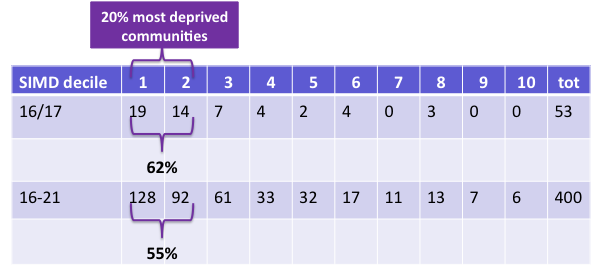 20% most deprived
communities
SIMD decile 1 2 3 4 5 6 7 8 9 10 tot
16/17 19 14 7 4 2 4 0 3 0 0 53
62%
16-21 128 92 61 33 32 17 11 13 7 6 400
55%